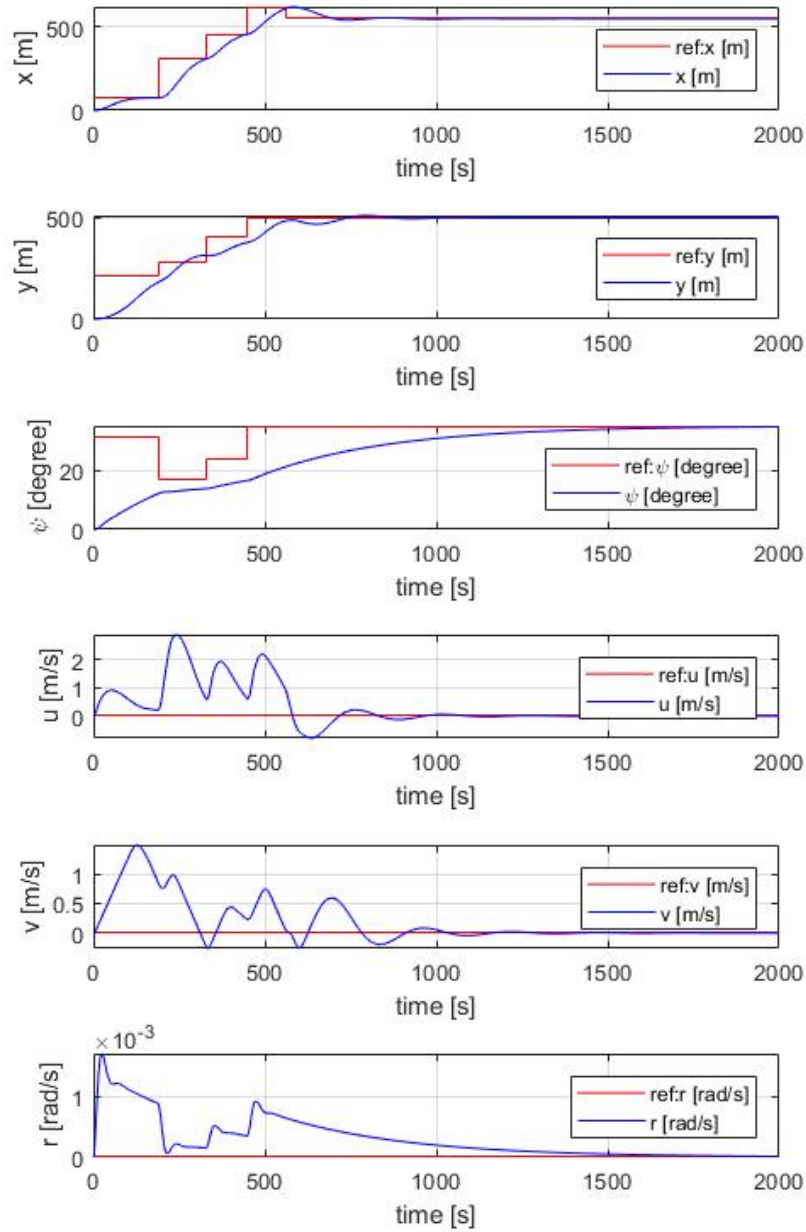 500
0
x [m]
ref:x [m]
x [m]
0 500 1000 1500 2000
time [s]
500
0
y [m]
ref:y [m]
y [m]
0 500 1000 1500 2000
time [s]
20
0
ψ [degree]
ref:ψ [degree]
ψ [degree]
0 500 1000 1500 2000
time [s]
2
1
0
u [m/s]
ref:u [m/s]
u [m/s]
0 500 1000 1500 2000
time [s]
1
0.5
0
v [m/s]
ref:v [m/s]
v [m/s]
0 500 1000 1500 2000
time [s]
× 10⁻³
1
0
r [rad/s]
ref:r [rad/s]
r [rad/s]
0 500 1000 1500 2000
time [s]